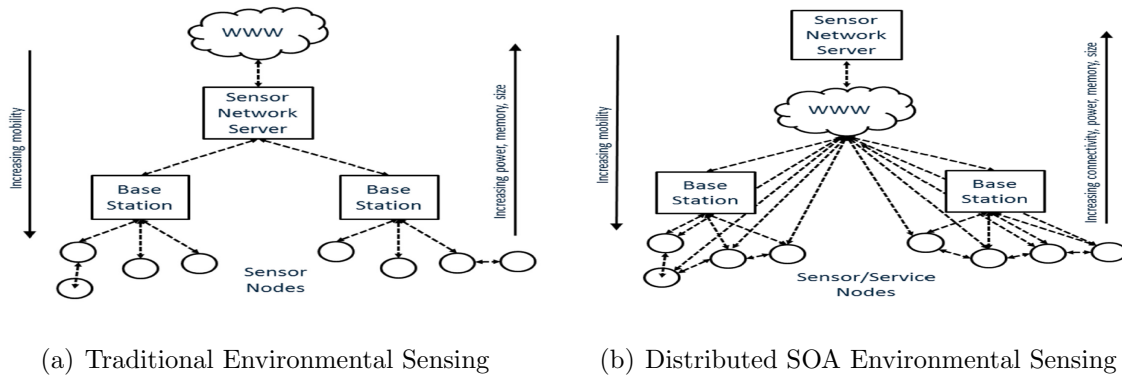 WWW
Sensor
Network
Server
Increasing mobility
Increasing power, memory, size
Base
Station
Base
Station
Sensor
Nodes
(a) Traditional Environmental Sensing
Sensor
Network
Server
WWW
Increasing mobility
Increasing connectivity, power, memory, size
Base
Station
Base
Station
Sensor/Service
Nodes
(b) Distributed SOA Environmental Sensing